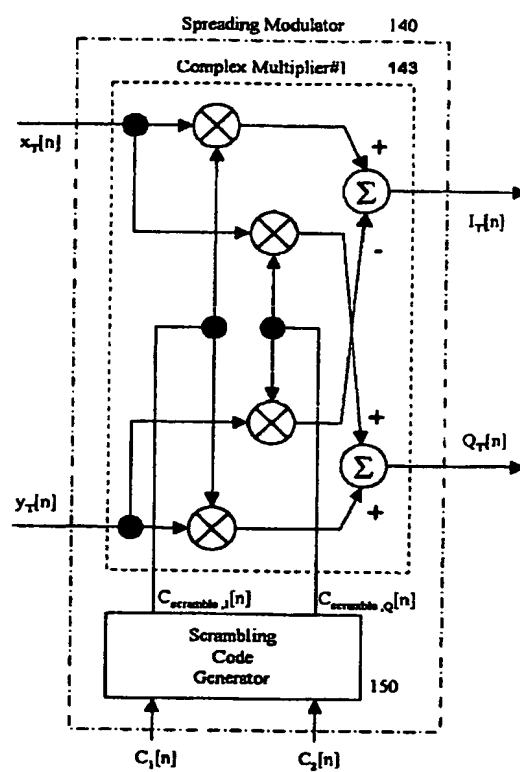 Spreading Modulator 140
Complex Multiplier#1 143
x_T[n]
+
Σ
I_T[n]
-
+
Q_T[n]
Σ
y_T[n]
+
C_scramble,I[n]
C_scramble,Q[n]
Scrambling
Code
Generator
150
C_1[n]
C_2[n]